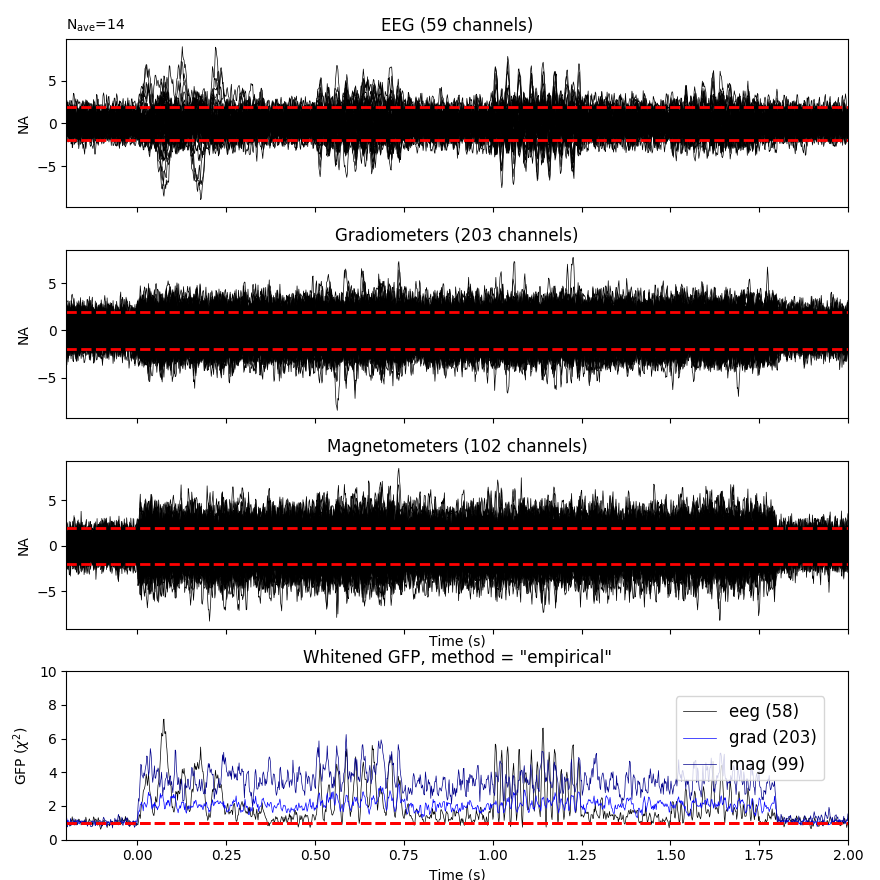 Nave=14
EEG (59 channels)
5
0
−5
NA
Gradiometers (203 channels)
5
0
−5
NA
Magnetometers (102 channels)
5
0
−5
NA
Time (s)
Whitened GFP, method = "empirical"
10
8
6
4
2
0
GFP (χ²)
eeg (58)
grad (203)
mag (99)
0.00 0.25 0.50 0.75 1.00 1.25 1.50 1.75 2.00
Time (s)